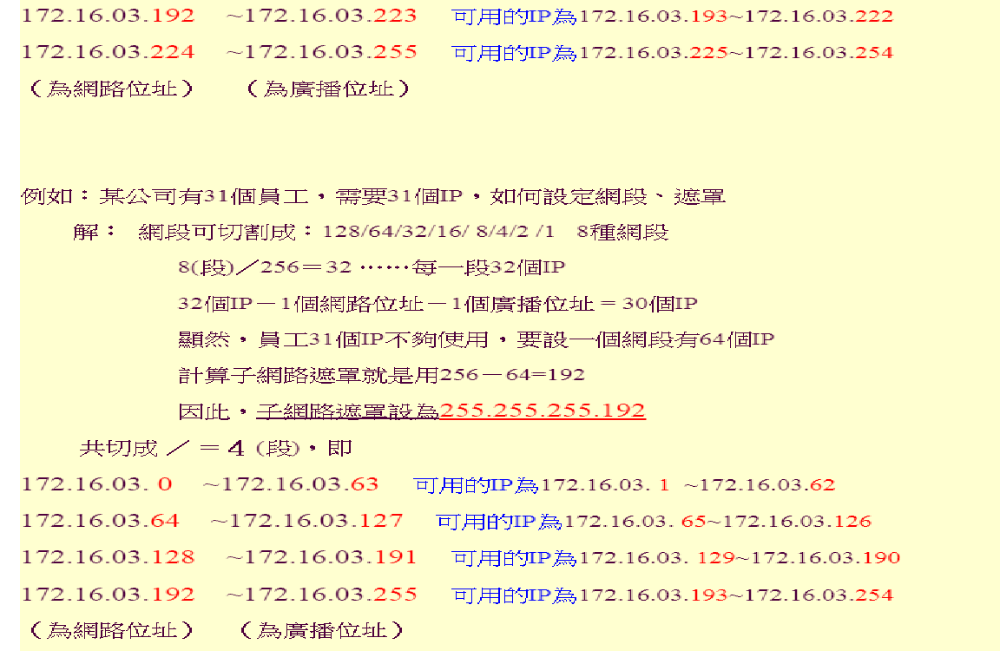 172.16.03.192 ~172.16.03.223 可用的IP為172.16.03.193~172.16.03.222
172.16.03.224 ~172.16.03.255 可用的IP為172.16.03.225~172.16.03.254
（為網路位址） （為廣播位址）
例如：某公司有31個員工，需要31個IP，如何設定網段、遮罩
解： 網段可切割成：128/64/32/16/ 8/4/2 /1 8種網段
8(段)／256＝32 ……每一段32個IP
32個IP－1個網路位址－1個廣播位址 = 30個IP
顯然，員工31個IP不夠使用，要設一個網段有64個IP
計算子網路遮罩就是用256－64=192
因此，子網路遮罩設為255.255.255.192
共切成 ／ ＝ 4 (段)，即
172.16.03. 0 ~172.16.03.63 可用的IP為172.16.03. 1 ~172.16.03.62
172.16.03.64 ~172.16.03.127 可用的IP為172.16.03. 65~172.16.03.126
172.16.03.128 ~172.16.03.191 可用的IP為172.16.03. 129~172.16.03.190
172.16.03.192 ~172.16.03.255 可用的IP為172.16.03.193~172.16.03.254
（為網路位址） （為廣播位址）